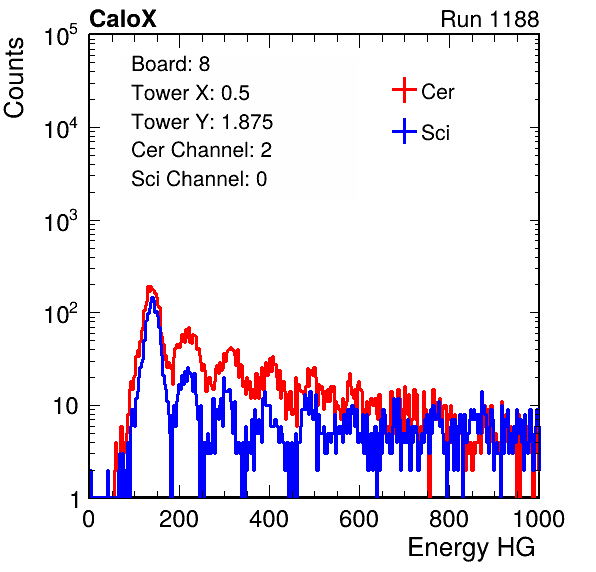 CaloX Run 1188
Counts
10^5
10^4
10^3
10^2
10
1
Board: 8
Tower X: 0.5
Tower Y: 1.875
Cer Channel: 2
Sci Channel: 0
Cer
Sci
0 200 400 600 800 1000
Energy HG